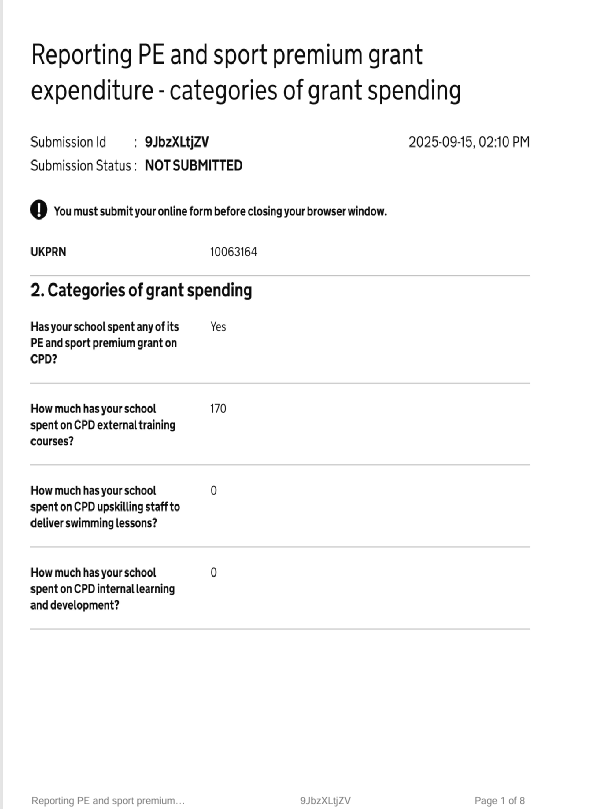 Reporting PE and sport premium grant
expenditure - categories of grant spending
Submission Id : 9JbzXLtjZV 2025-09-15, 02:10 PM
Submission Status : NOT SUBMITTED
You must submit your online form before closing your browser window.
UKPRN 10063164
2. Categories of grant spending
Has your school spent any of its Yes
PE and sport premium grant on
CPD?
How much has your school 170
spent on CPD external training
courses?
How much has your school 0
spent on CPD upskilling staff to
deliver swimming lessons?
How much has your school 0
spent on CPD internal learning
and development?
Reporting PE and sport premium... 9JbzXLtjZV Page 1 of 8